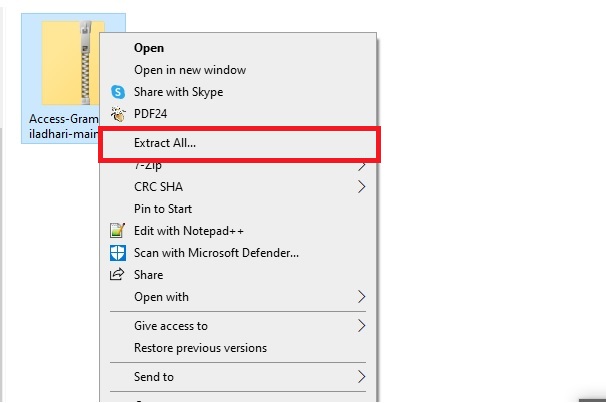 Open
Open in new window
Share with Skype
PDF24
Access-Gram
iladhari-main
Extract All...
7-Zip
CRC SHA
Pin to Start
Edit with Notepad++
Scan with Microsoft Defender...
Share
Open with
Give access to
Restore previous versions
Send to